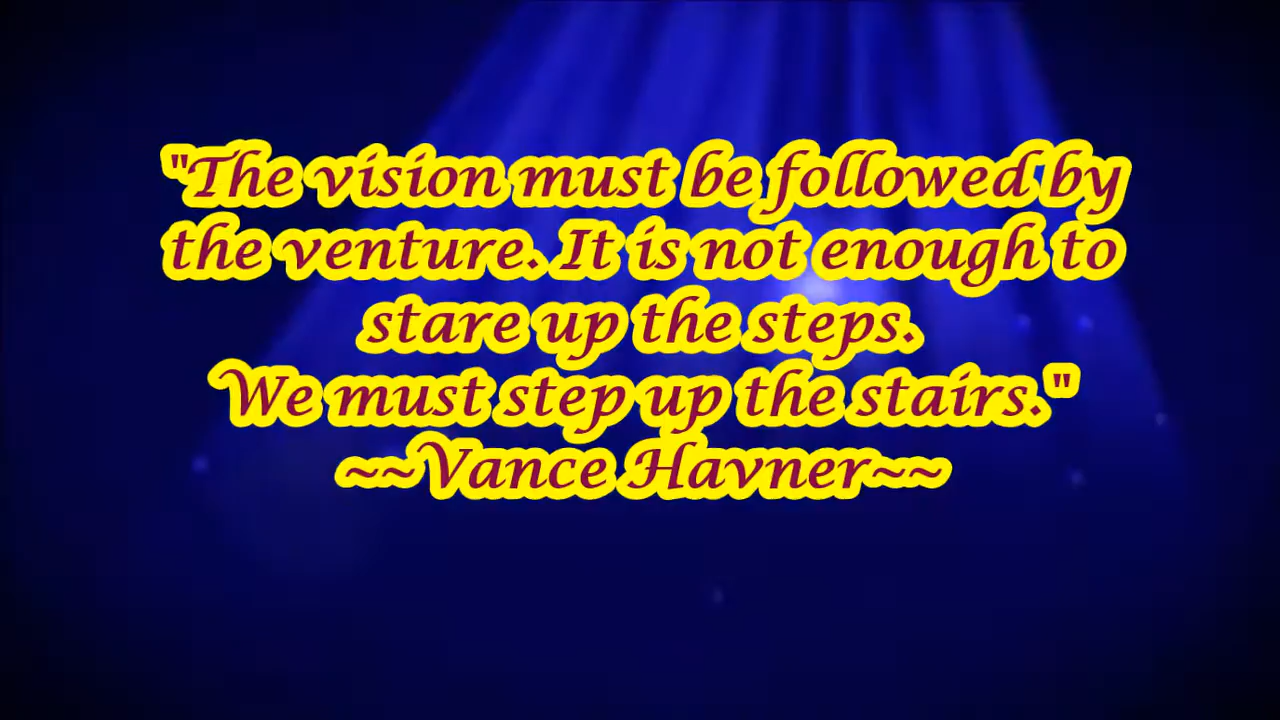 "The vision must be followed by
the venture. It is not enough to
stare up the steps.
We must step up the stairs."
~~Vance Havner~~